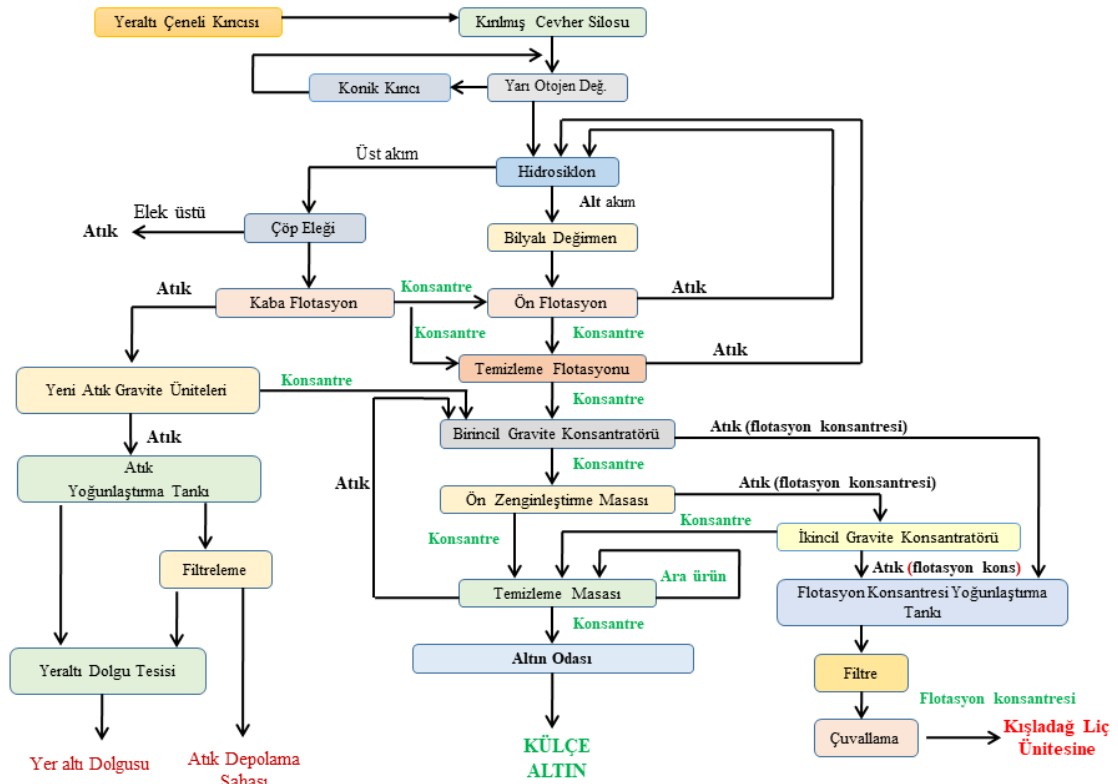 Yeraltı Çeneli Kırıcısı
Kırılmış Cevher Silosu
Konik Kırıcı
Yarı Otojen Değ.
Üst akım
Hidrosiklon
Elek üstü
Atık
Çöp Eleği
Alt akım
Bilyalı Değirmen
Atık
Kaba Flotasyon
Konsantre
Ön Flotasyon
Atık
Konsantre
Konsantre
Temizleme Flotasyonu
Atık
Yeni Atık Gravite Üniteleri
Konsantre
Konsantre
Birincil Gravite Konsantratörü
Atık (flotasyon konsantresi)
Atık
Konsantre
Atık
Yoğunlaştırma Tankı
Atık
Ön Zenginleştirme Masası
Atık (flotasyon konsantresi)
Konsantre
Konsantre
İkincil Gravite Konsantratörü
Filtreleme
Ara ürün
Atık (flotasyon kons)
Temizleme Masası
Flotasyon Konsantresi Yoğunlaştırma
Tankı
Konsantre
Yeraltı Dolgu Tesisi
Altın Odası
Filtre
Flotasyon konsantresi
Çuvallama
Kışladağ Liç
Ünitesine
Yer altı Dolgusu
Atık Depolama
Sahası
KÜLÇE
ALTIN